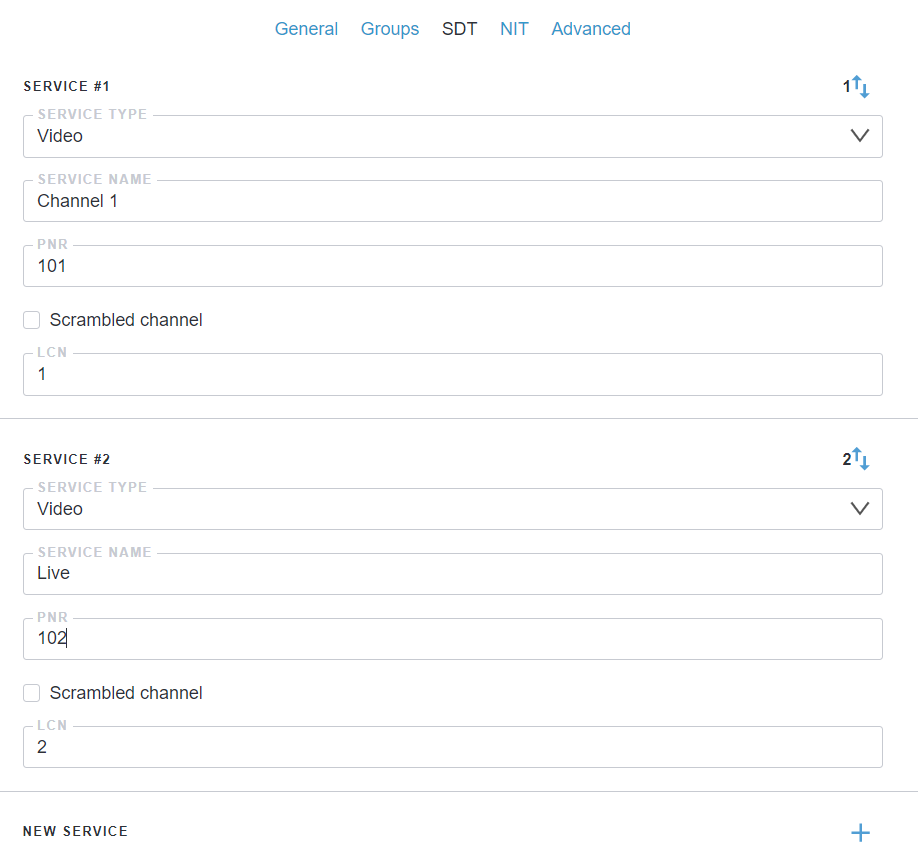 General Groups SDT NIT Advanced
SERVICE #1 1
SERVICE TYPE
Video
SERVICE NAME
Channel 1
PNR
101
Scrambled channel
LCN
1
SERVICE #2 2
SERVICE TYPE
Video
SERVICE NAME
Live
PNR
102
Scrambled channel
LCN
2
NEW SERVICE